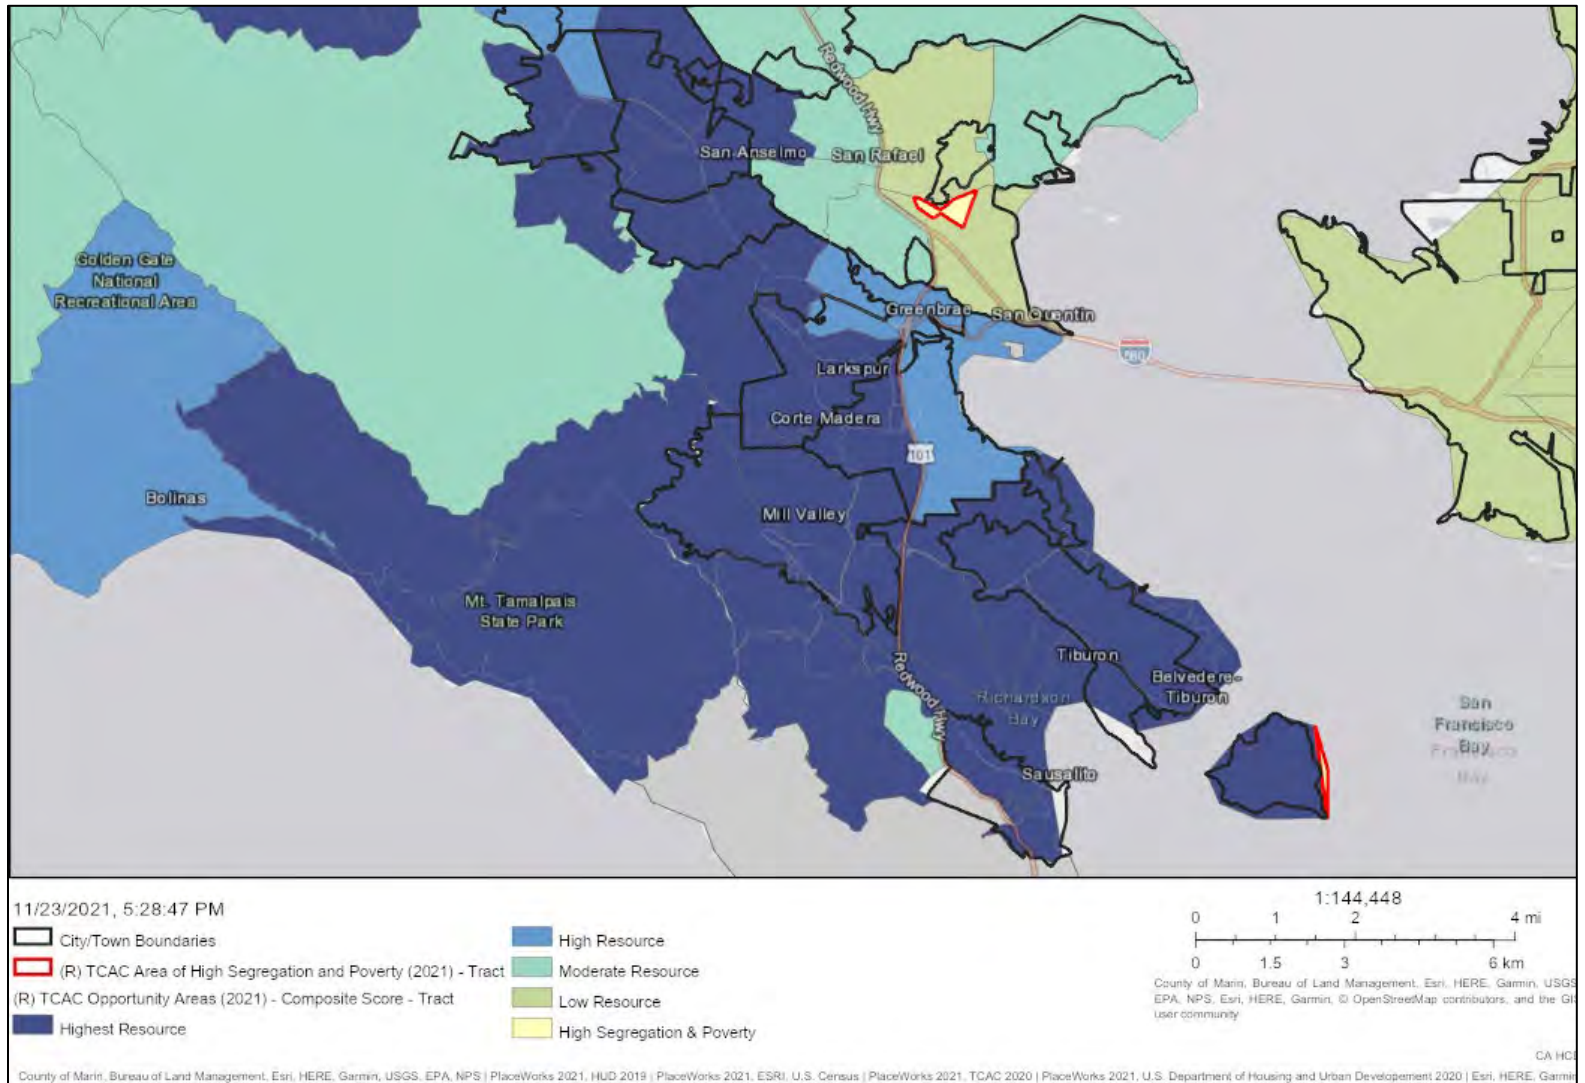 Redwood Hwy
San Anselmo
San Rafael
Golden Gate
National
Recreational Area
Greenbrae
San Quentin
580
Larkspur
Corte Madera
101
Bolinas
Mill Valley
Mt. Tamalpais
State Park
Tiburon
Belvedere-
Tiburon
Redwood Hwy
Richardson
Bay
San
Francisco
Bay
Francisco
Bay
Sausalito
11/23/2021, 5:28:47 PM
City/Town Boundaries
(R) TCAC Area of High Segregation and Poverty (2021) - Tract
(R) TCAC Opportunity Areas (2021) - Composite Score - Tract
Highest Resource
High Resource
Moderate Resource
Low Resource
High Segregation & Poverty
1:144,448
0 1 2 4 mi
0 1.5 3 6 km
County of Marin, Bureau of Land Management, Esri, HERE, Garmin, USGS
EPA, NPS, Esri, HERE, Garmin, © OpenStreetMap contributors, and the GIS
user community
CA HCD
County of Marin, Bureau of Land Management, Esri, HERE, Garmin, USGS, EPA, NPS | PlaceWorks 2021, HUD 2019 | PlaceWorks 2021, ESRI, U.S. Census | PlaceWorks 2021, TCAC 2020 | PlaceWorks 2021, U.S. Department of Housing and Urban Developement 2020 | Esri, HERE, Garmin